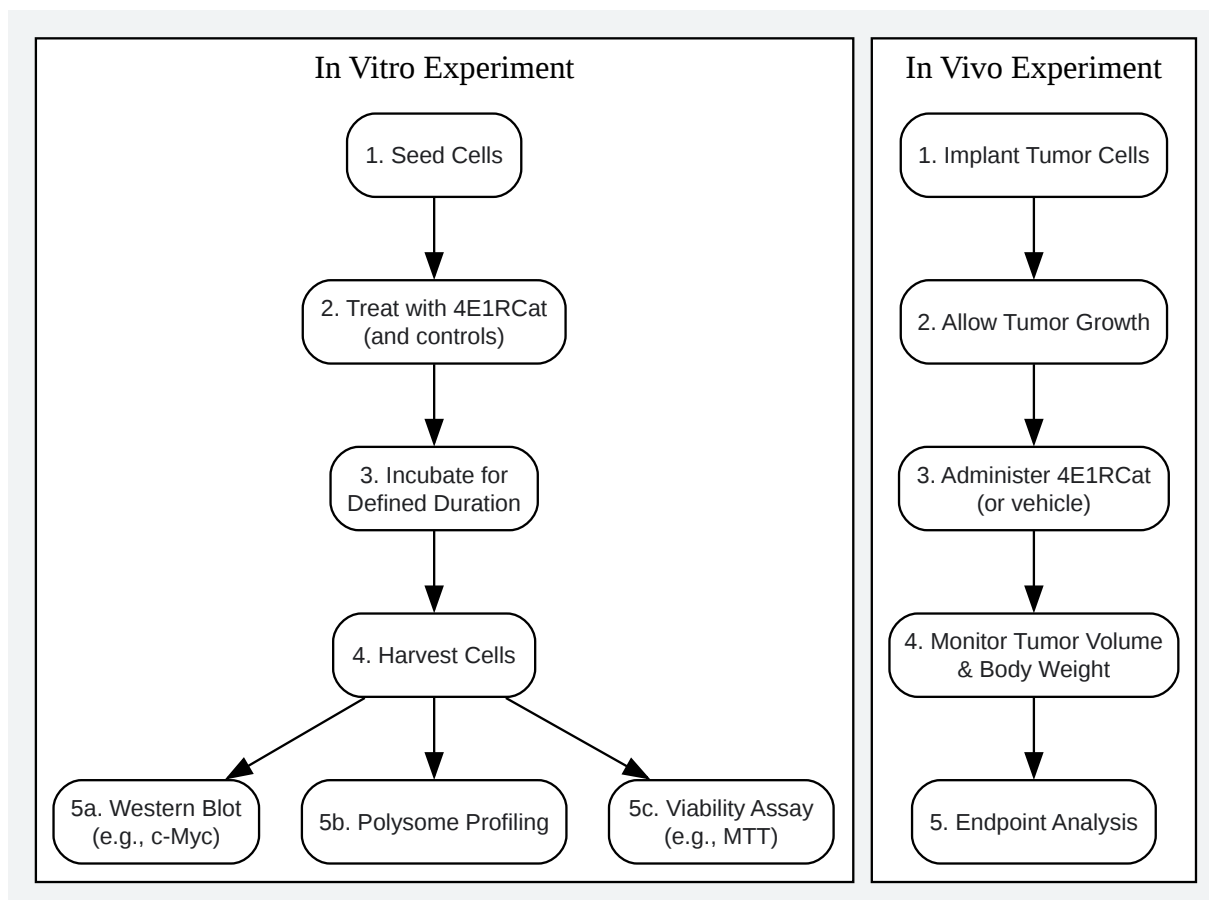 In Vitro Experiment
1. Seed Cells
2. Treat with 4E1RCat
(and controls)
3. Incubate for
Defined Duration
4. Harvest Cells
5a. Western Blot
(e.g., c-Myc)
5b. Polysome Profiling
5c. Viability Assay
(e.g., MTT)
In Vivo Experiment
1. Implant Tumor Cells
2. Allow Tumor Growth
3. Administer 4E1RCat
(or vehicle)
4. Monitor Tumor Volume
& Body Weight
5. Endpoint Analysis